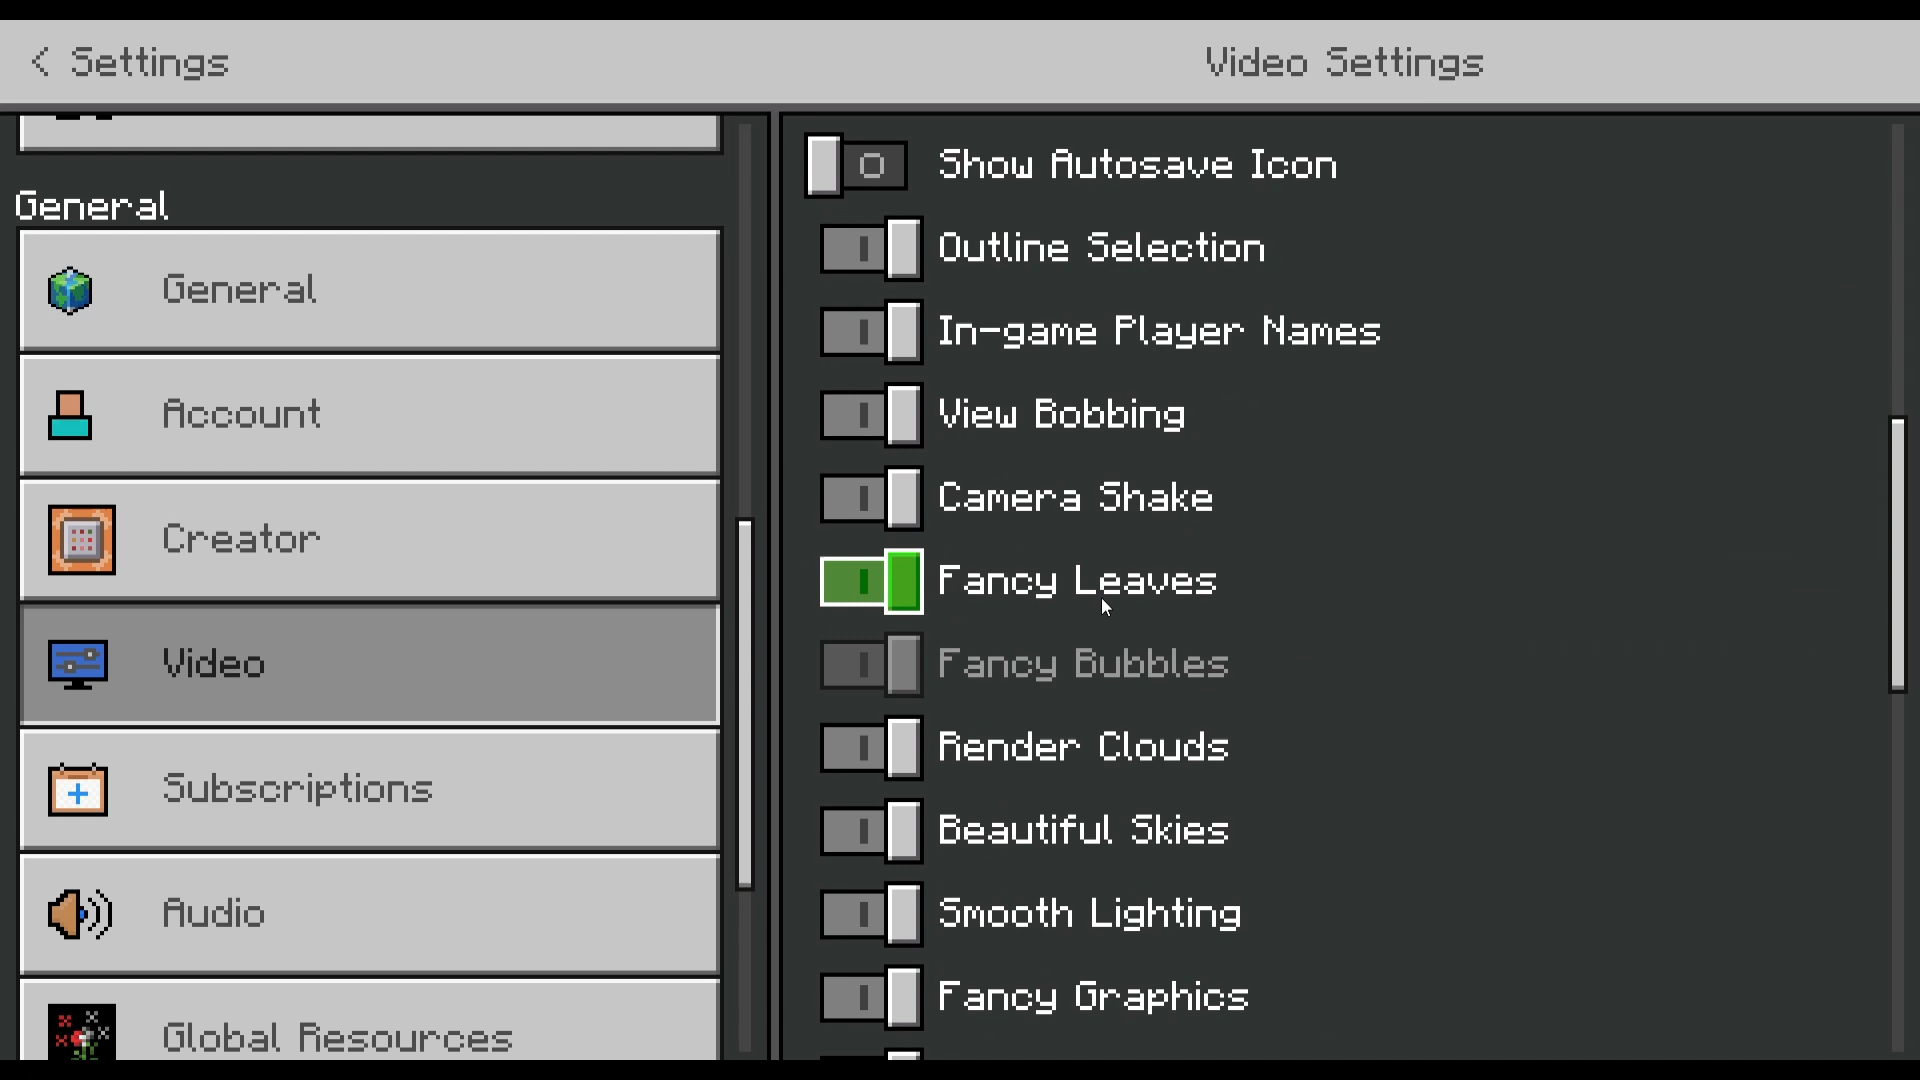 < Settings
Video Settings
General
General
Account
Creator
Video
Subscriptions
Audio
Global Resources
Show Autosave Icon
Outline Selection
In-game Player Names
View Bobbing
Camera Shake
Fancy Leaves
Fancy Bubbles
Render Clouds
Beautiful Skies
Smooth Lighting
Fancy Graphics